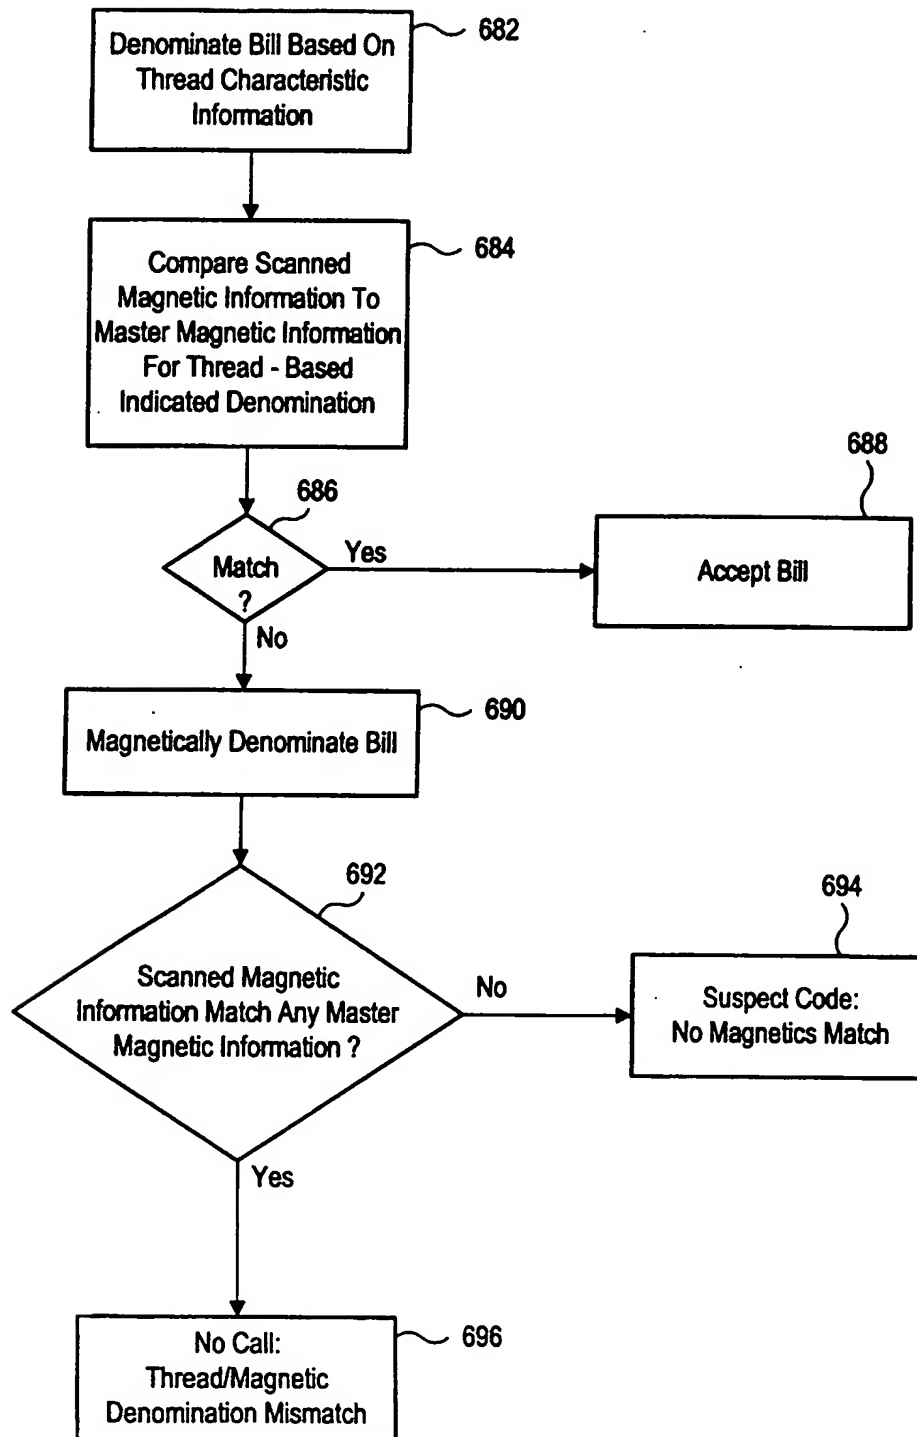 682
Denominate Bill Based On
Thread Characteristic
Information
684
Compare Scanned
Magnetic Information To
Master Magnetic Information
For Thread - Based
Indicated Denomination
686
688
Match
?
Yes
Accept Bill
No
690
Magnetically Denominate Bill
692
694
Scanned Magnetic
Information Match Any Master
Magnetic Information ?
No
Suspect Code:
No Magnetics Match
Yes
696
No Call:
Thread/Magnetic
Denomination Mismatch